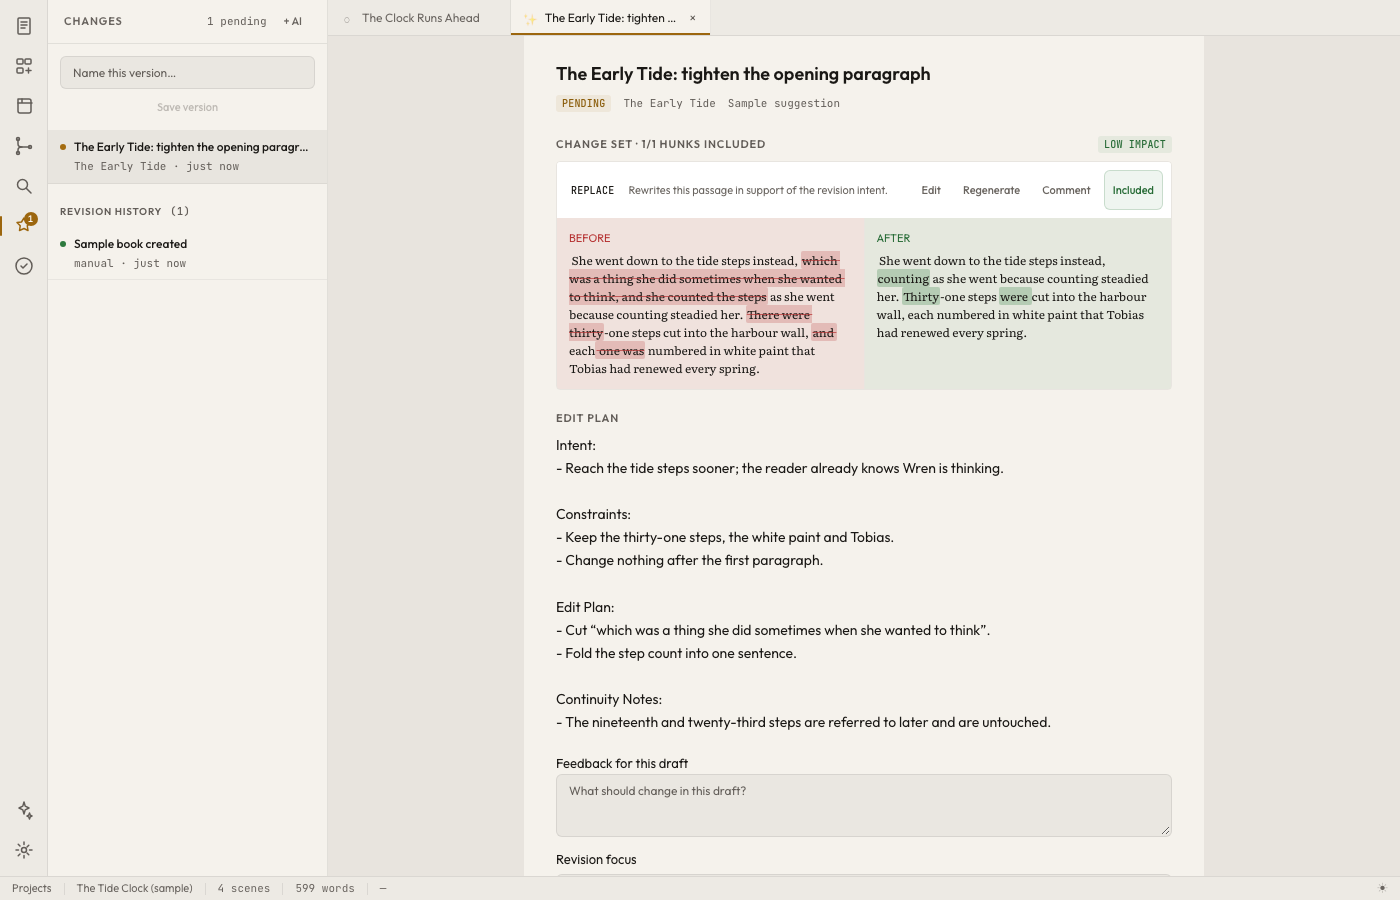 CHANGES 1 pending + AI
Name this version...
Save version
The Early Tide: tighten the opening paragr...
The Early Tide · just now
REVISION HISTORY (1)
Sample book created
manual · just now
The Clock Runs Ahead
The Early Tide: tighten ... ×
The Early Tide: tighten the opening paragraph
PENDING The Early Tide Sample suggestion
CHANGE SET · 1/1 HUNKS INCLUDED LOW IMPACT
REPLACE Rewrites this passage in support of the revision intent. Edit Regenerate Comment Included
BEFORE
She went down to the tide steps instead, which
was a thing she did sometimes when she wanted
to think, and she counted the steps as she went
because counting steadied her. There were
thirty-one steps cut into the harbour wall, and
each one was numbered in white paint that
Tobias had renewed every spring.
AFTER
She went down to the tide steps instead,
counting as she went because counting steadied
her. Thirty-one steps were cut into the harbour
wall, each numbered in white paint that Tobias
had renewed every spring.
EDIT PLAN
Intent:
- Reach the tide steps sooner; the reader already knows Wren is thinking.
Constraints:
- Keep the thirty-one steps, the white paint and Tobias.
- Change nothing after the first paragraph.
Edit Plan:
- Cut “which was a thing she did sometimes when she wanted to think”.
- Fold the step count into one sentence.
Continuity Notes:
- The nineteenth and twenty-third steps are referred to later and are untouched.
Feedback for this draft
What should change in this draft?
Revision focus
1
Projects The Tide Clock (sample) 4 scenes 599 words —